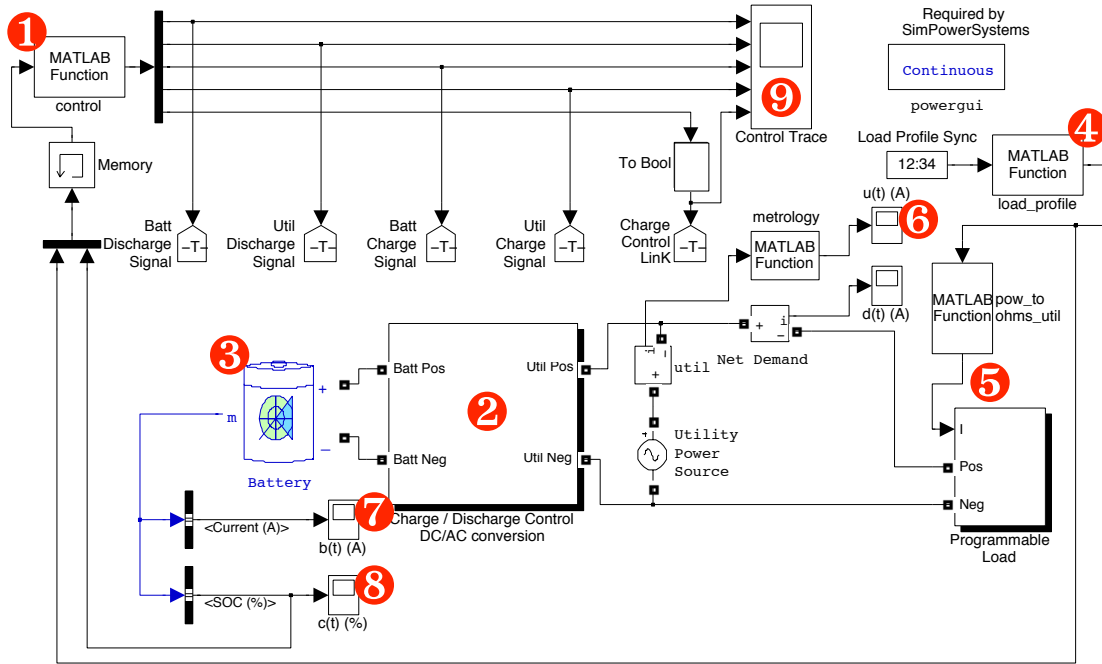 1
MATLAB
Function
control
Memory
Batt
Discharge
Signal
-T-
Util
Discharge
Signal
-T-
Batt
Charge
Signal
-T-
Util
Charge
Signal
-T-
To Bool
Charge
Control
LinK
-T-
9
Control Trace
Required by
SimPowerSystems
Continuous
powergui
Load Profile Sync
12:34
4
MATLAB
Function
load_profile
u(t) (A)
6
metrology
MATLAB
Function
d(t) (A)
MATLAB
Function
pow_to
ohms_util
i
-
+
util
+
i
-
Net Demand
3
m
+
-
Battery
Batt Pos
Batt Neg
2
Util Pos
Util Neg
Charge / Discharge Control
DC/AC conversion
Utility
Power
Source
5
I
Pos
Neg
Programmable
Load
<Current (A)>
7
b(t) (A)
<SOC (%)>
8
c(t) (%)